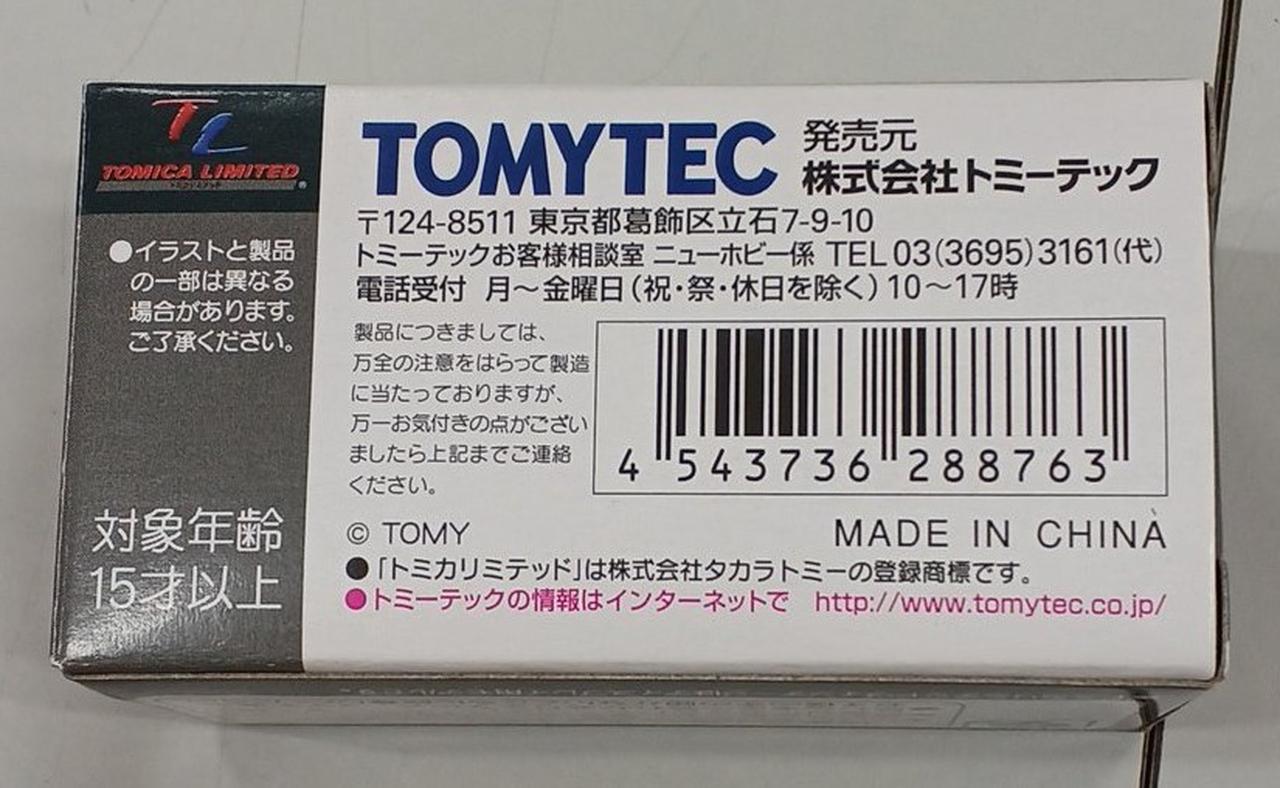 TL
TOMICA LIMITED
●イラストと製品
の一部は異なる
場合があります。
ご了承ください。
対象年齢
15才以上
TOMYTEC
発売元
株式会社トミーテック
〒124-8511 東京都葛飾区立石7-9-10
トミーテックお客様相談室 ニューホビー係 TEL 03(3695)3161(代)
電話受付 月〜金曜日(祝・祭・休日を除く)10〜17時
製品につきましては、
万全の注意をはらって製造
に当たっておりますが、
万一お気付きの点がござい
ましたら上記までご連絡
ください。
4 543736 288763
© TOMY
MADE IN CHINA
●「トミカリミテッド」は株式会社タカラトミーの登録商標です。
●トミーテックの情報はインターネットで http://www.tomytec.co.jp/